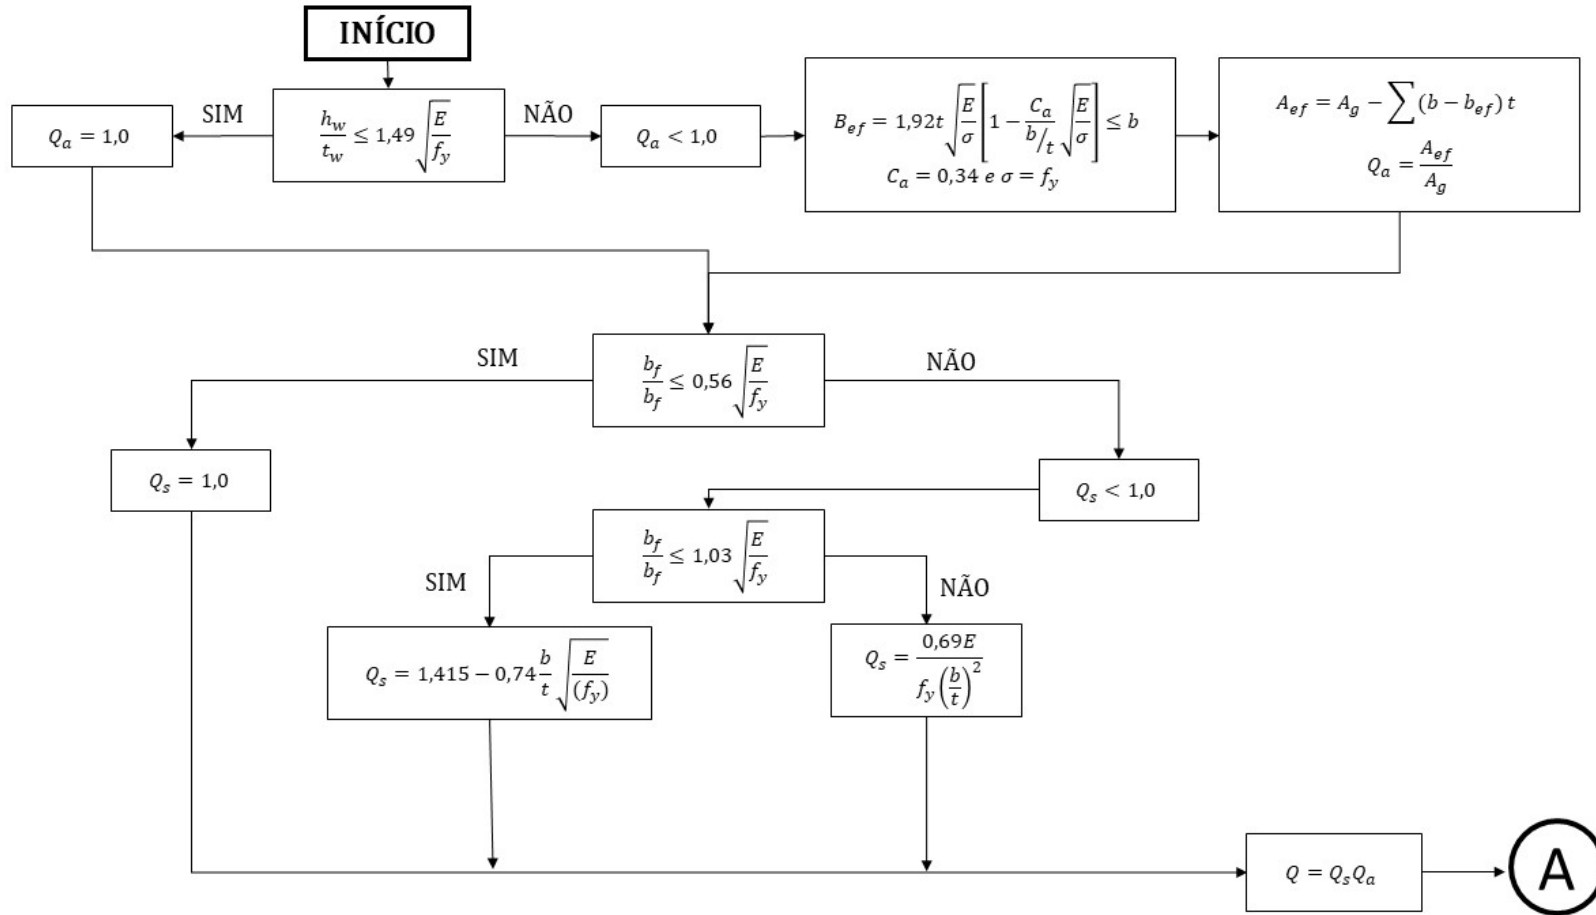 INÍCIO
SIM
NÃO
Q_a = 1,0
h_w/t_w ≤ 1,49 √(E/f_y)
Q_a < 1,0
B_ef = 1,92t √(E/σ) [1 − C_a/(b/t) √(E/σ)] ≤ b
C_a = 0,34 e σ = f_y
A_ef = A_g − ∑(b − b_ef) t
Q_a = A_ef/A_g
SIM
b_f/b_f ≤ 0,56 √(E/f_y)
NÃO
Q_s = 1,0
Q_s < 1,0
b_f/b_f ≤ 1,03 √(E/f_y)
SIM
NÃO
Q_s = 1,415 − 0,74 b/t √(E/(f_y))
Q_s = 0,69E/(f_y (b/t)^2)
Q = Q_s Q_a
A